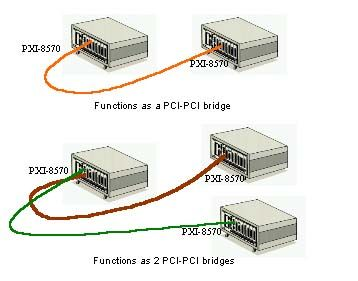 PXI-8570
PXI-8570
Functions as a PCI-PCI bridge
PXI-8570
PXI-8570
PXI-8570
Functions as 2 PCI-PCI bridges